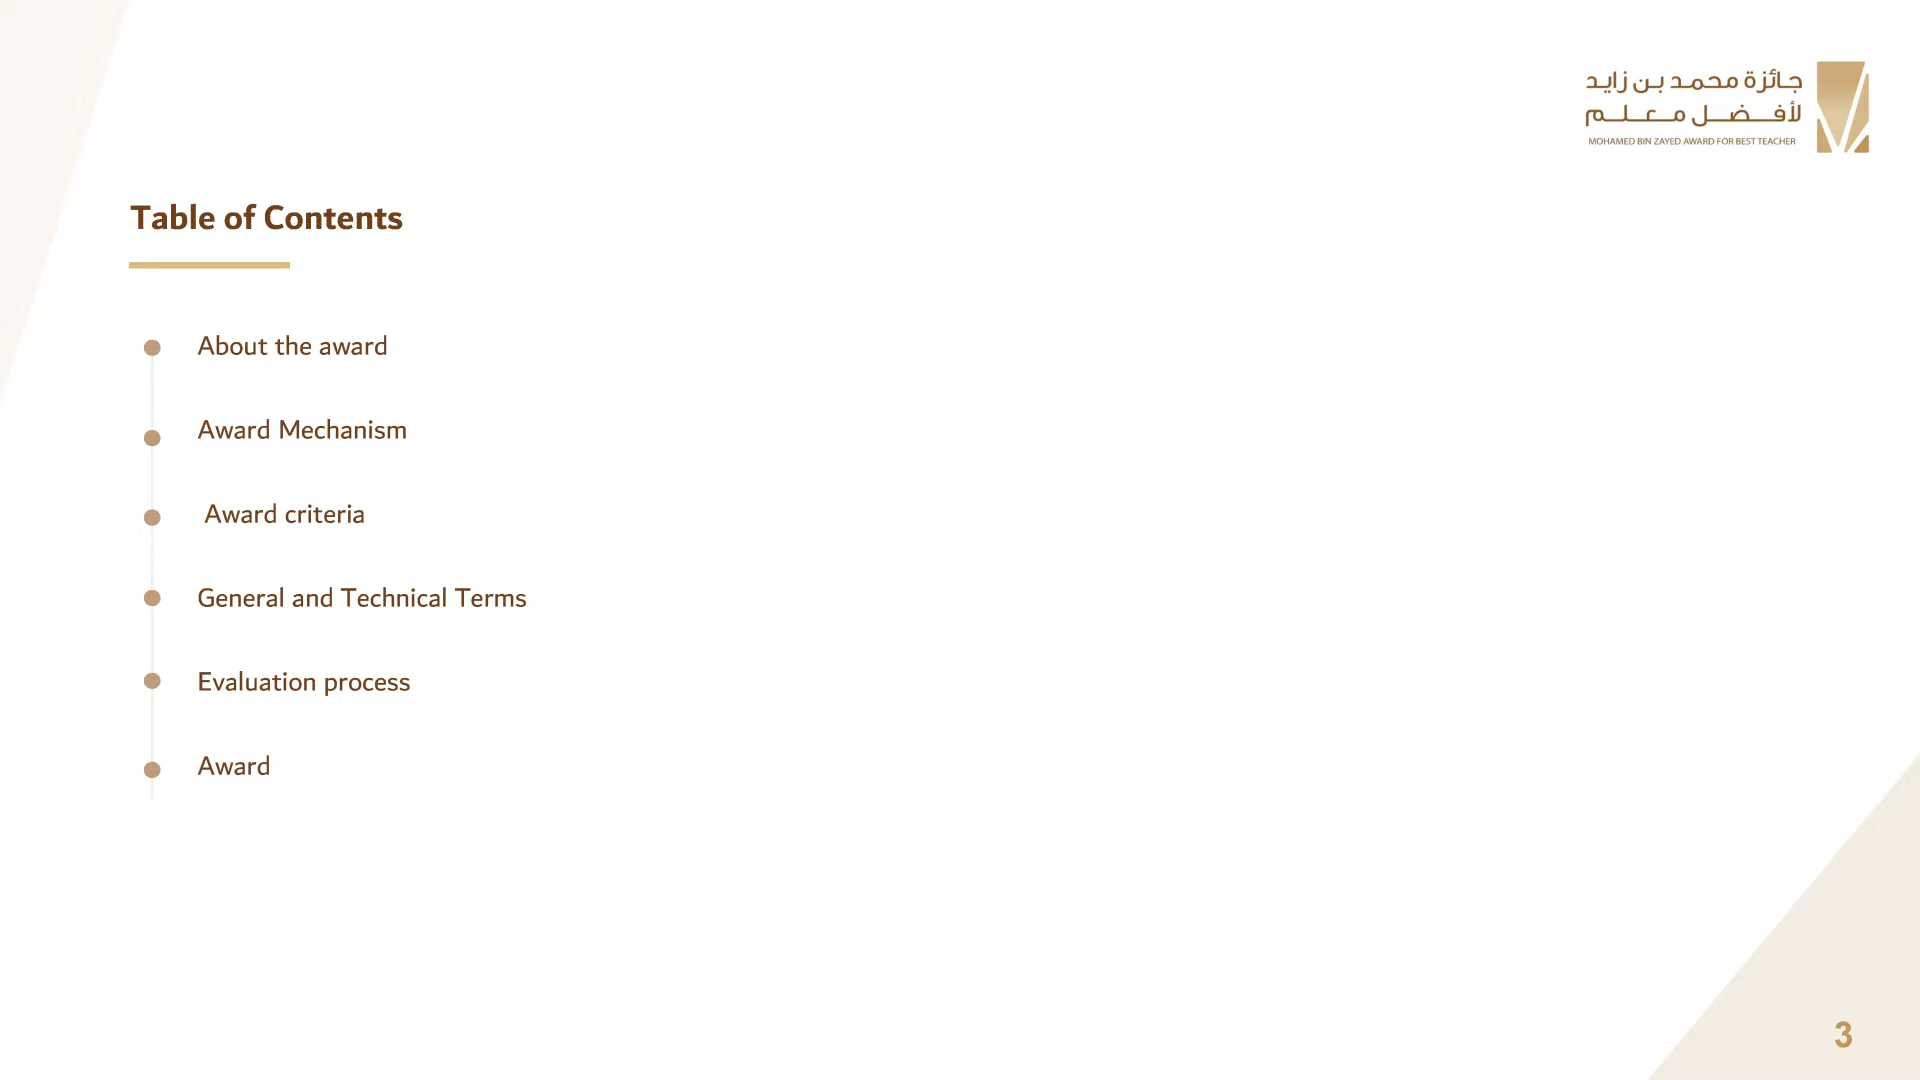 جائزة محمد بن زايد
لأفضل معلم
MOHAMED BIN ZAYED AWARD FOR BEST TEACHER
Table of Contents
About the award
Award Mechanism
Award criteria
General and Technical Terms
Evaluation process
Award
3